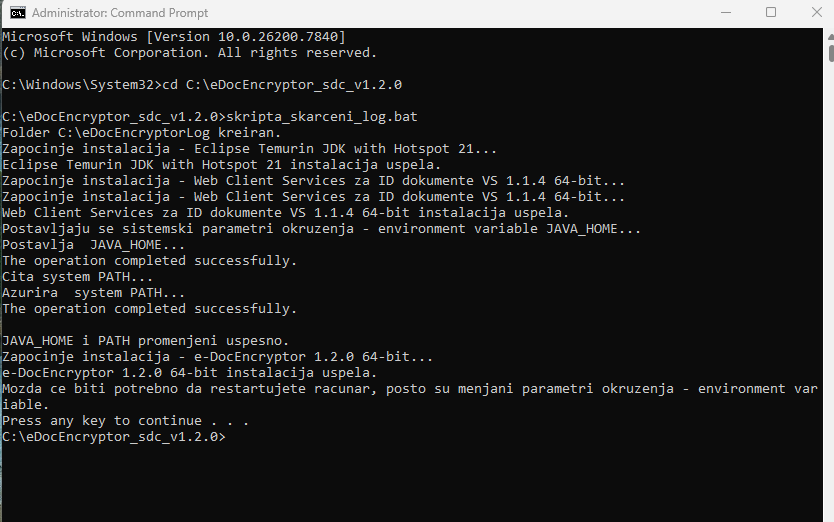 Administrator: Command Prompt
Microsoft Windows [Version 10.0.26200.7840]
(c) Microsoft Corporation. All rights reserved.
C:\Windows\System32>cd C:\eDocEncryptor_sdc_v1.2.0
C:\eDocEncryptor_sdc_v1.2.0>skripta_skarceni_log.bat
Folder C:\eDocEncryptorLog kreiran.
Zapocinje instalacija - Eclipse Temurin JDK with Hotspot 21...
Eclipse Temurin JDK with Hotspot 21 instalacija uspela.
Zapocinje instalacija - Web Client Services za ID dokumente VS 1.1.4 64-bit...
Zapocinje instalacija - Web Client Services za ID dokumente VS 1.1.4 64-bit...
Web Client Services za ID dokumente VS 1.1.4 64-bit instalacija uspela.
Postavljaju se sistemski parametri okruzenja - environment variable JAVA_HOME...
Postavlja  JAVA_HOME...
The operation completed successfully.
Cita system PATH...
Azurira  system PATH...
The operation completed successfully.
JAVA_HOME i PATH promenjeni uspesno.
Zapocinje instalacija - e-DocEncryptor 1.2.0 64-bit...
e-DocEncryptor 1.2.0 64-bit instalacija uspela.
Mozda ce biti potrebno da restartujete racunar, posto su menjani parametri okruzenja - environment var
iable.
Press any key to continue . . .
C:\eDocEncryptor_sdc_v1.2.0>